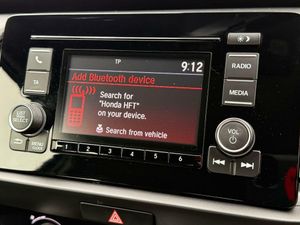 TP
9:12
Add Bluetooth device
Search for
"Honda HFT"
on your device.
Search from vehicle
TA
RADIO
MEDIA
LIST
SELECT
MENU
CLOCK
VOL
1 2 3 4 5 6